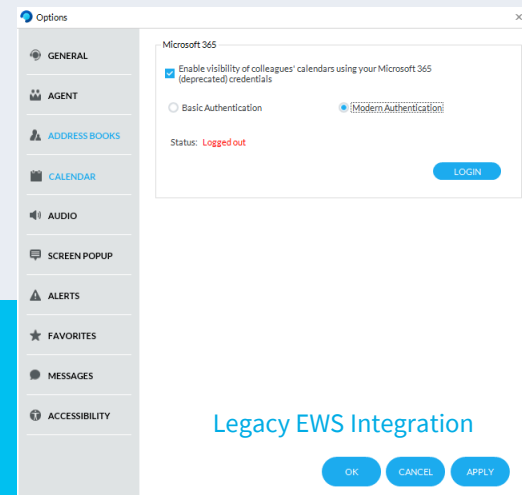 Options
×
GENERAL
AGENT
ADDRESS BOOKS
CALENDAR
AUDIO
SCREEN POPUP
ALERTS
FAVORITES
MESSAGES
ACCESSIBILITY
Microsoft 365
Enable visibility of colleagues' calendars using your Microsoft 365
(deprecated) credentials
Basic Authentication
Modern Authentication
Status: Logged out
LOGIN
Legacy EWS Integration
OK
CANCEL
APPLY